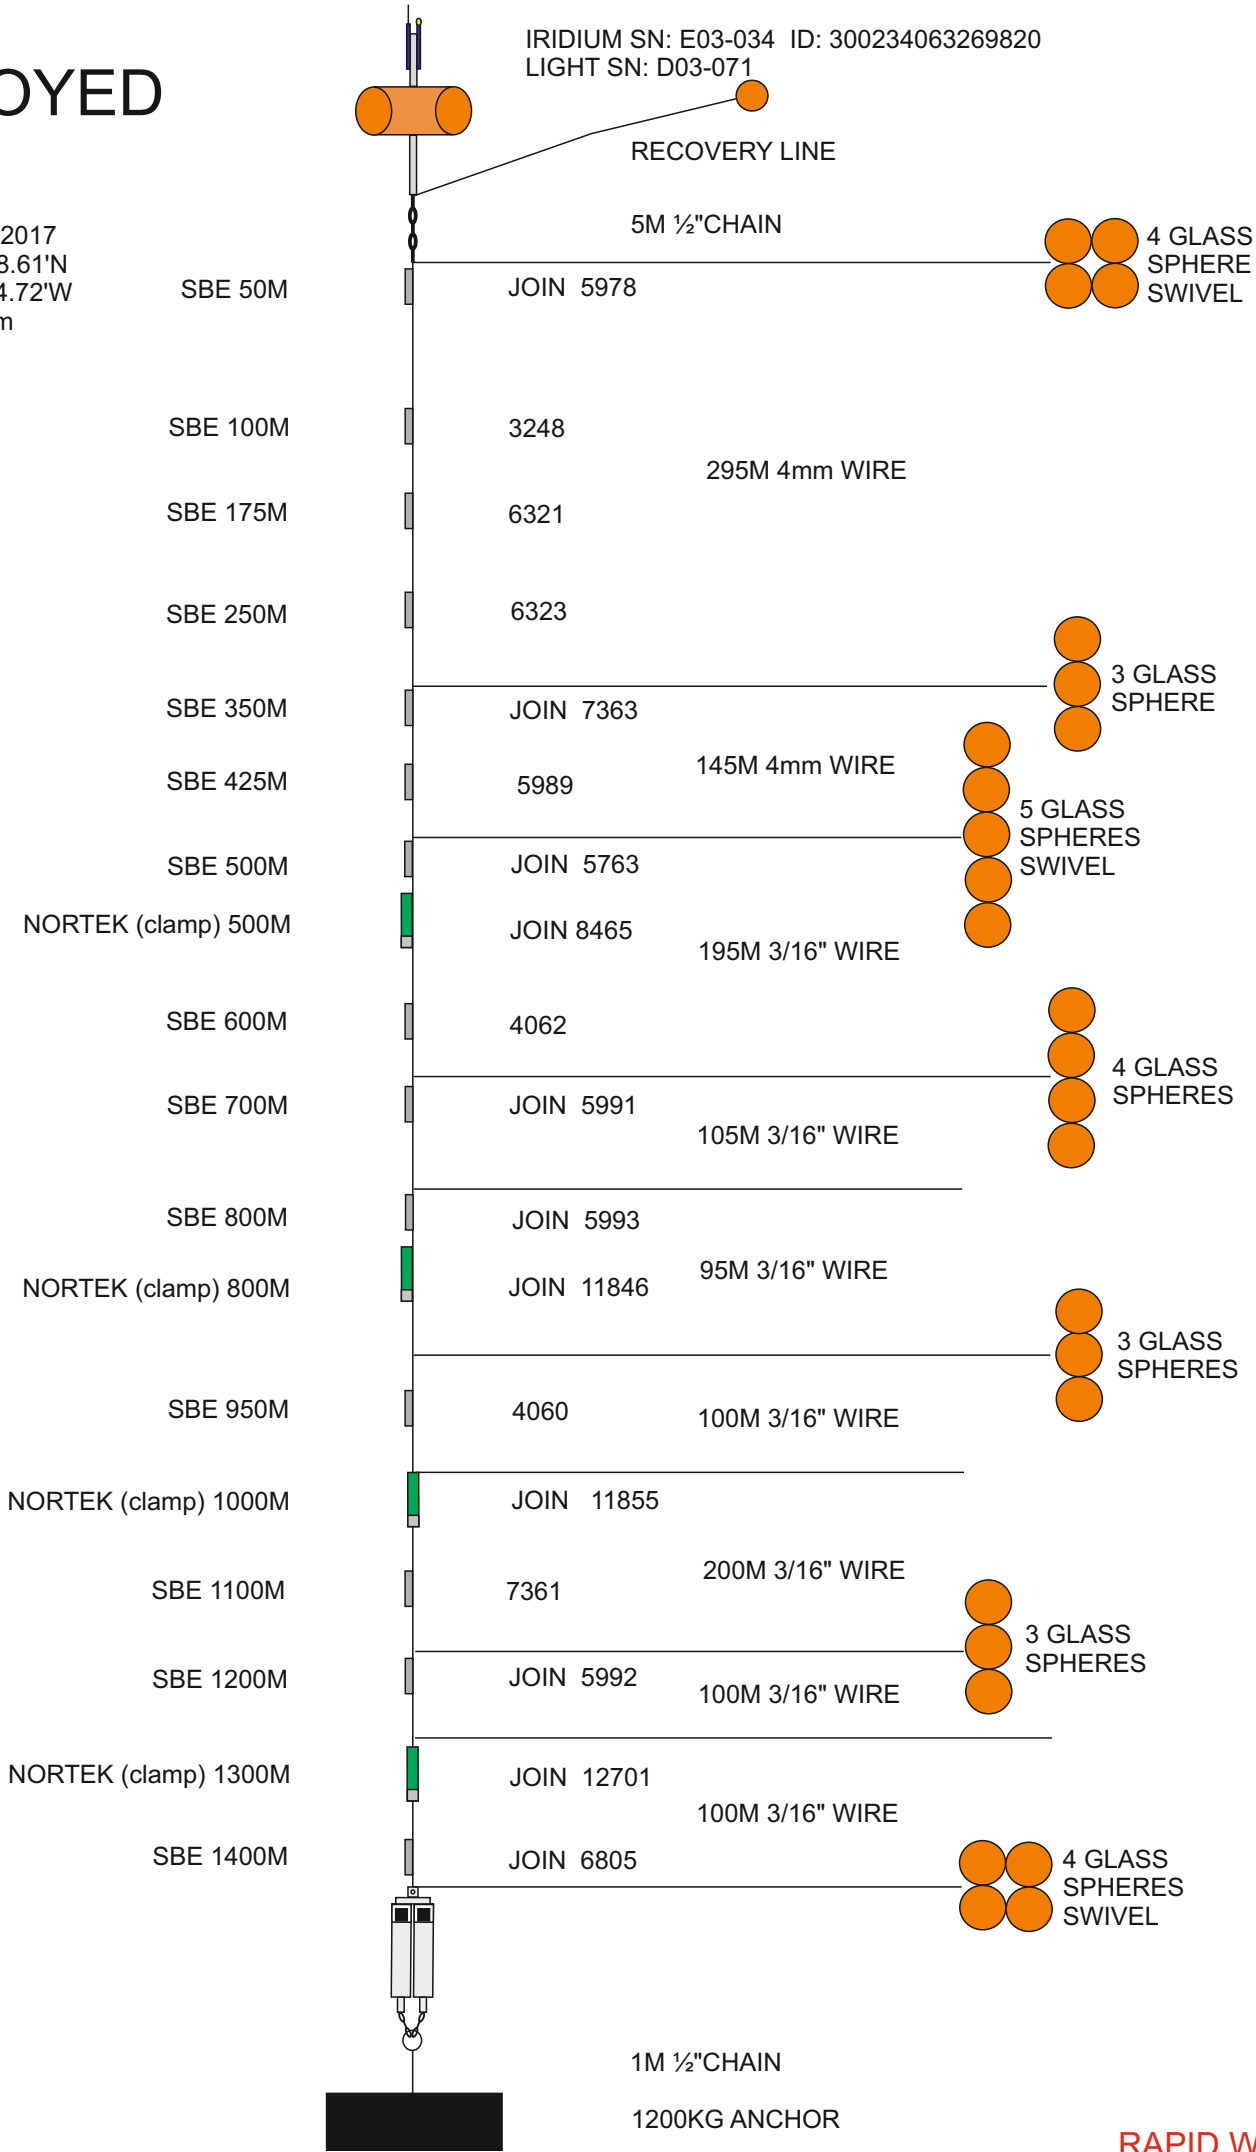 IRIDIUM SN: E03-034 ID: 300234063269820
LIGHT SN: D03-071
OYED
RECOVERY LINE
5M ½"CHAIN
2017
8.61'N
4.72'W
m
4 GLASS
SPHERE
SWIVEL
SBE 50M
JOIN 5978
SBE 100M
3248
295M 4mm WIRE
SBE 175M
6321
SBE 250M
6323
3 GLASS
SPHERE
SBE 350M
JOIN 7363
145M 4mm WIRE
SBE 425M
5989
5 GLASS
SPHERES
SWIVEL
SBE 500M
JOIN 5763
NORTEK (clamp) 500M
JOIN 8465
195M 3/16" WIRE
SBE 600M
4062
4 GLASS
SPHERES
SBE 700M
JOIN 5991
105M 3/16" WIRE
SBE 800M
JOIN 5993
95M 3/16" WIRE
NORTEK (clamp) 800M
JOIN 11846
3 GLASS
SPHERES
SBE 950M
4060
100M 3/16" WIRE
NORTEK (clamp) 1000M
JOIN 11855
200M 3/16" WIRE
SBE 1100M
7361
3 GLASS
SPHERES
SBE 1200M
JOIN 5992
100M 3/16" WIRE
NORTEK (clamp) 1300M
JOIN 12701
100M 3/16" WIRE
SBE 1400M
JOIN 6805
4 GLASS
SPHERES
SWIVEL
1M ½"CHAIN
1200KG ANCHOR
RAPID W